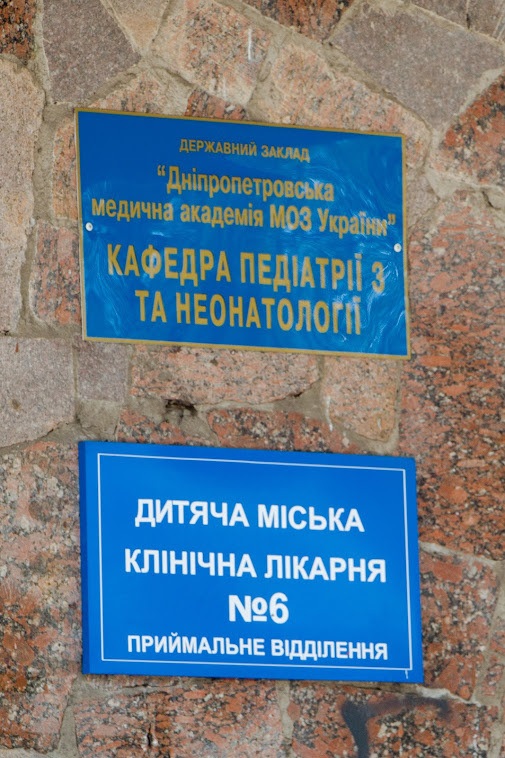 ДЕРЖАВНИЙ ЗАКЛАД
“Дніпропетровська
медична академія МОЗ України”
КАФЕДРА ПЕДІАТРІЇ 3
ТА НЕОНАТОЛОГІЇ
ДИТЯЧА МІСЬКА
КЛІНІЧНА ЛІКАРНЯ
№6
ПРИЙМАЛЬНЕ ВІДДІЛЕННЯ